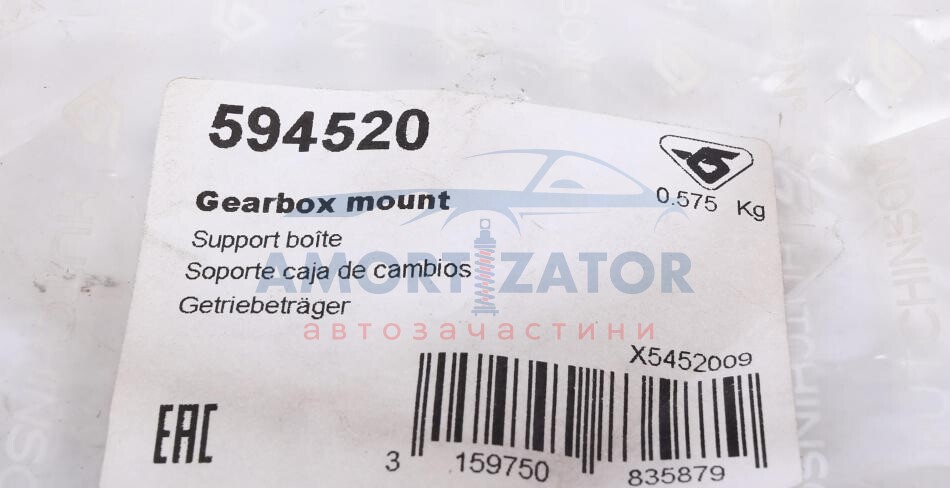 594520
Gearbox mount
0.575 Kg
Support boîte
Soporte caja de cambios
Getriebeträger
AMORTIZATOR
автозапчастини
X5452009
EAC
3 159750 835879
HUTCHINSON